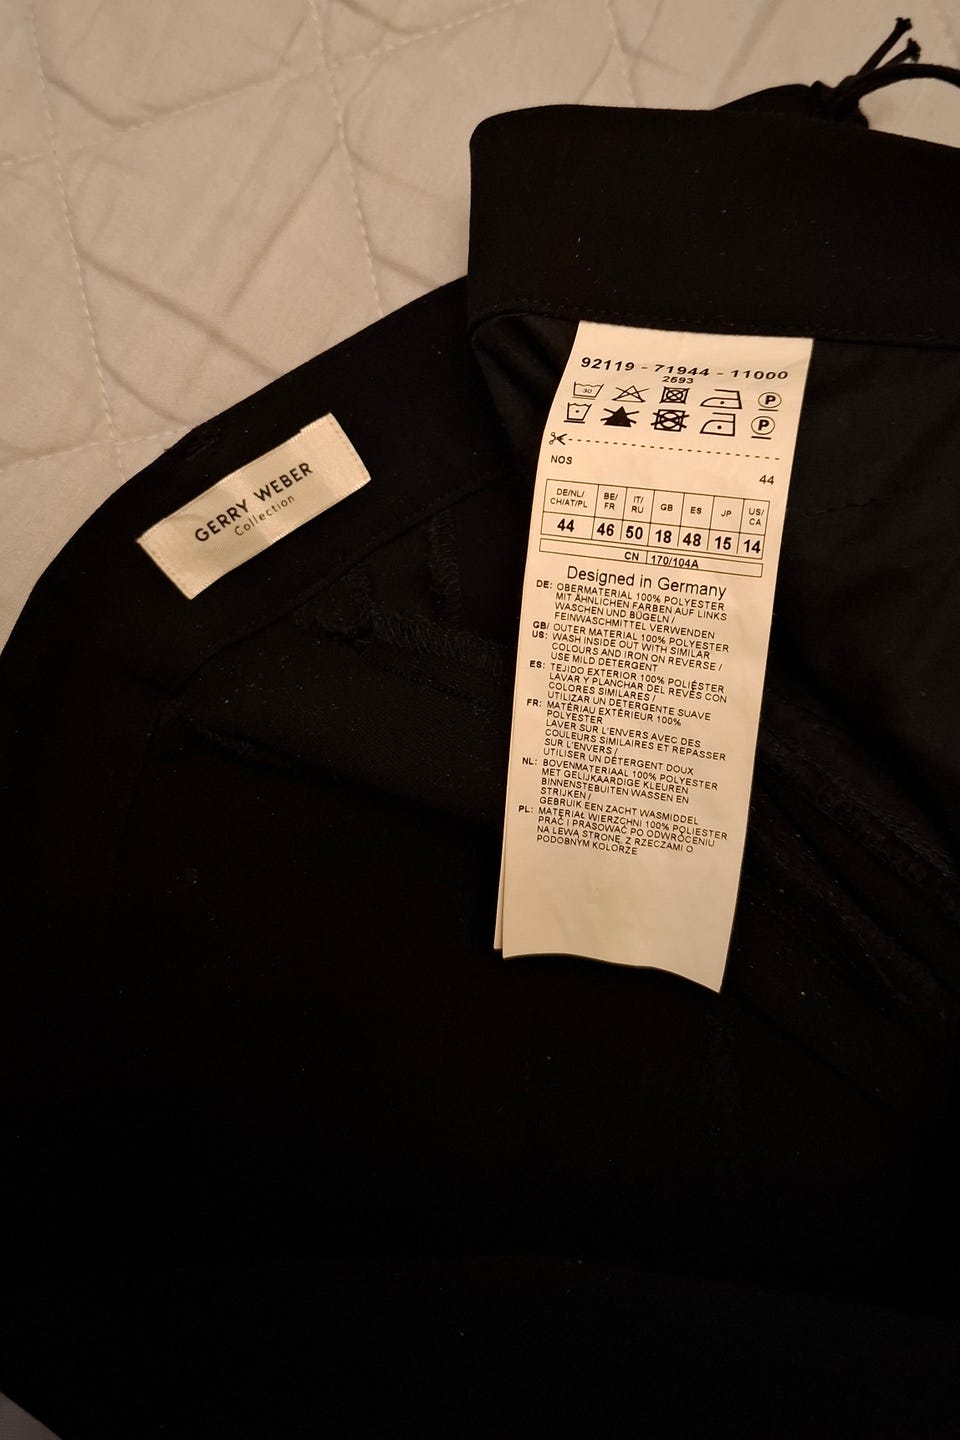 GERRY WEBER
Collection
92119 - 71944 - 11000
2593
30
P
P
NOS
44
DE/NL/ CH/AT/PL BE/ FR IT/ RU GB ES JP US/ CA
44 46 50 18 48 15 14
CN 170/104A
Designed in Germany
DE: OBERMATERIAL 100% POLYESTER
MIT ÄHNLICHEN FARBEN AUF LINKS
WASCHEN UND BÜGELN /
FEINWASCHMITTEL VERWENDEN
GB/ OUTER MATERIAL 100% POLYESTER
US: WASH INSIDE OUT WITH SIMILAR
COLOURS AND IRON ON REVERSE /
USE MILD DETERGENT
ES: TEJIDO EXTERIOR 100% POLIÉSTER
LAVAR Y PLANCHAR DEL REVÉS CON
COLORES SIMILARES /
UTILIZAR UN DETERGENTE SUAVE
FR: MATÉRIAU EXTÉRIEUR 100%
POLYESTER
LAVER SUR L'ENVERS AVEC DES
COULEURS SIMILAIRES ET REPASSER
SUR L'ENVERS /
UTILISER UN DÉTERGENT DOUX
NL: BOVENMATERIAAL 100% POLYESTER
MET GELIJKAARDIGE KLEUREN
BINNENSTEBUITEN WASSEN EN
STRIJKEN /
GEBRUIK EEN ZACHT WASMIDDEL
PL: MATERIAŁ WIERZCHNI 100% POLIESTER
PRAĆ I PRASOWAĆ PO ODWRÓCENIU
NA LEWĄ STRONĘ, Z RZECZAMI O
PODOBNYM KOLORZE